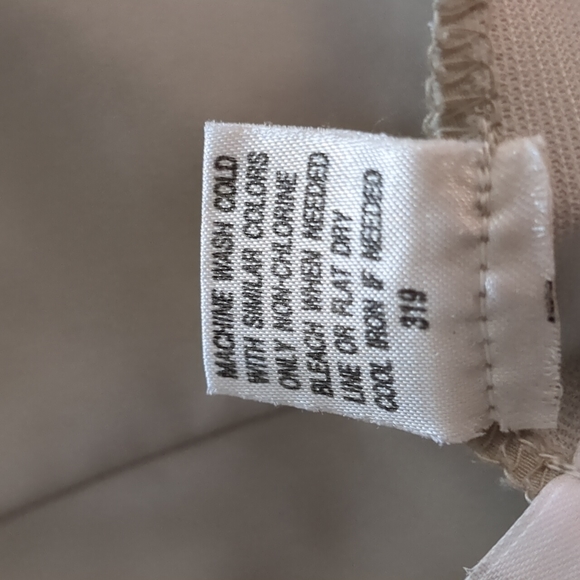 MACHINE WASH COLD
WITH SIMILAR COLORS
ONLY NON-CHLORINE
BLEACH WHEN NEEDED
LINE OR FLAT DRY
COOL IRON IF NEEDED
319